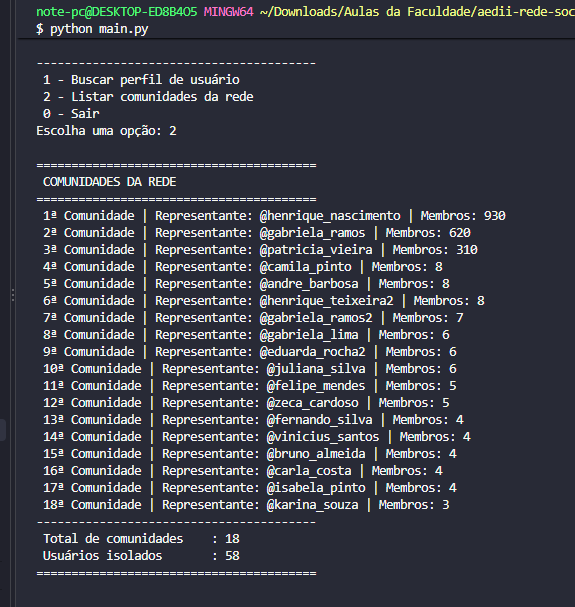 note-pc@DESKTOP-ED8B4O5 MINGW64 ~/Downloads/Aulas da Faculdade/aedii-rede-soc
$ python main.py
----------------------------------------
1 - Buscar perfil de usuário
2 - Listar comunidades da rede
0 - Sair
Escolha uma opção: 2
========================================
COMUNIDADES DA REDE
========================================
1ª Comunidade | Representante: @henrique_nascimento | Membros: 930
2ª Comunidade | Representante: @gabriela_ramos | Membros: 620
3ª Comunidade | Representante: @patricia_vieira | Membros: 310
4ª Comunidade | Representante: @camila_pinto | Membros: 8
5ª Comunidade | Representante: @andre_barbosa | Membros: 8
6ª Comunidade | Representante: @henrique_teixeira2 | Membros: 8
7ª Comunidade | Representante: @gabriela_ramos2 | Membros: 7
8ª Comunidade | Representante: @gabriela_lima | Membros: 6
9ª Comunidade | Representante: @eduarda_rocha2 | Membros: 6
10ª Comunidade | Representante: @juliana_silva | Membros: 6
11ª Comunidade | Representante: @felipe_mendes | Membros: 5
12ª Comunidade | Representante: @zeca_cardoso | Membros: 5
13ª Comunidade | Representante: @fernando_silva | Membros: 4
14ª Comunidade | Representante: @vinicius_santos | Membros: 4
15ª Comunidade | Representante: @bruno_almeida | Membros: 4
16ª Comunidade | Representante: @carla_costa | Membros: 4
17ª Comunidade | Representante: @isabela_pinto | Membros: 4
18ª Comunidade | Representante: @karina_souza | Membros: 3
----------------------------------------
Total de comunidades    : 18
Usuários isolados       : 58
========================================